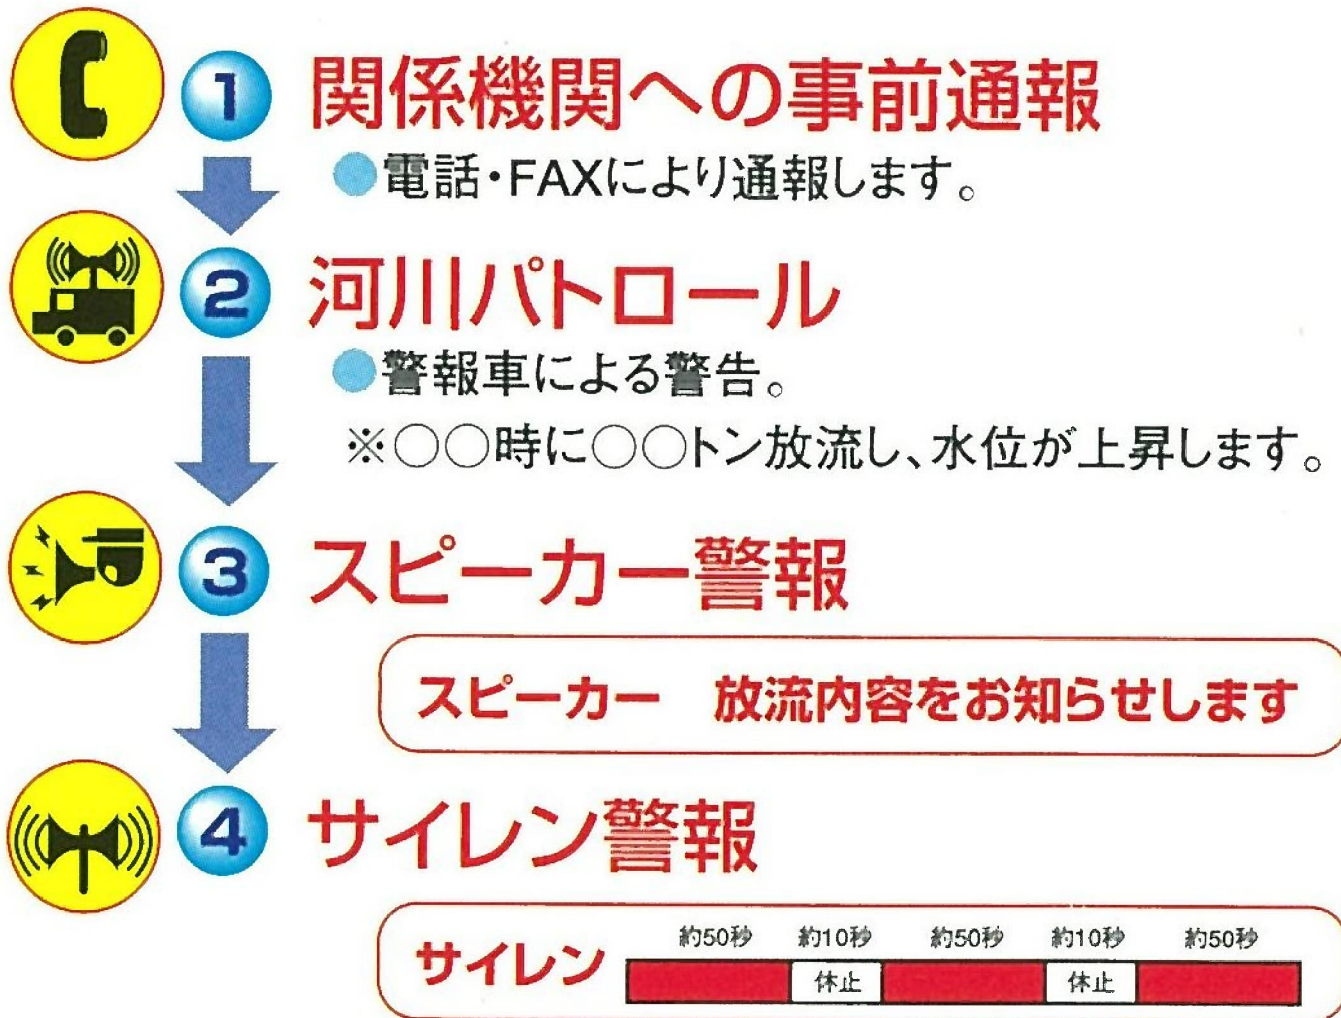 1 関係機関への事前通報
●電話・FAXにより通報します。
2 河川パトロール
●警報車による警告。
※○○時に○○トン放流し、水位が上昇します。
3 スピーカー警報
スピーカー 放流内容をお知らせします
4 サイレン警報
約50秒 約10秒 約50秒 約10秒 約50秒
サイレン 休止 休止